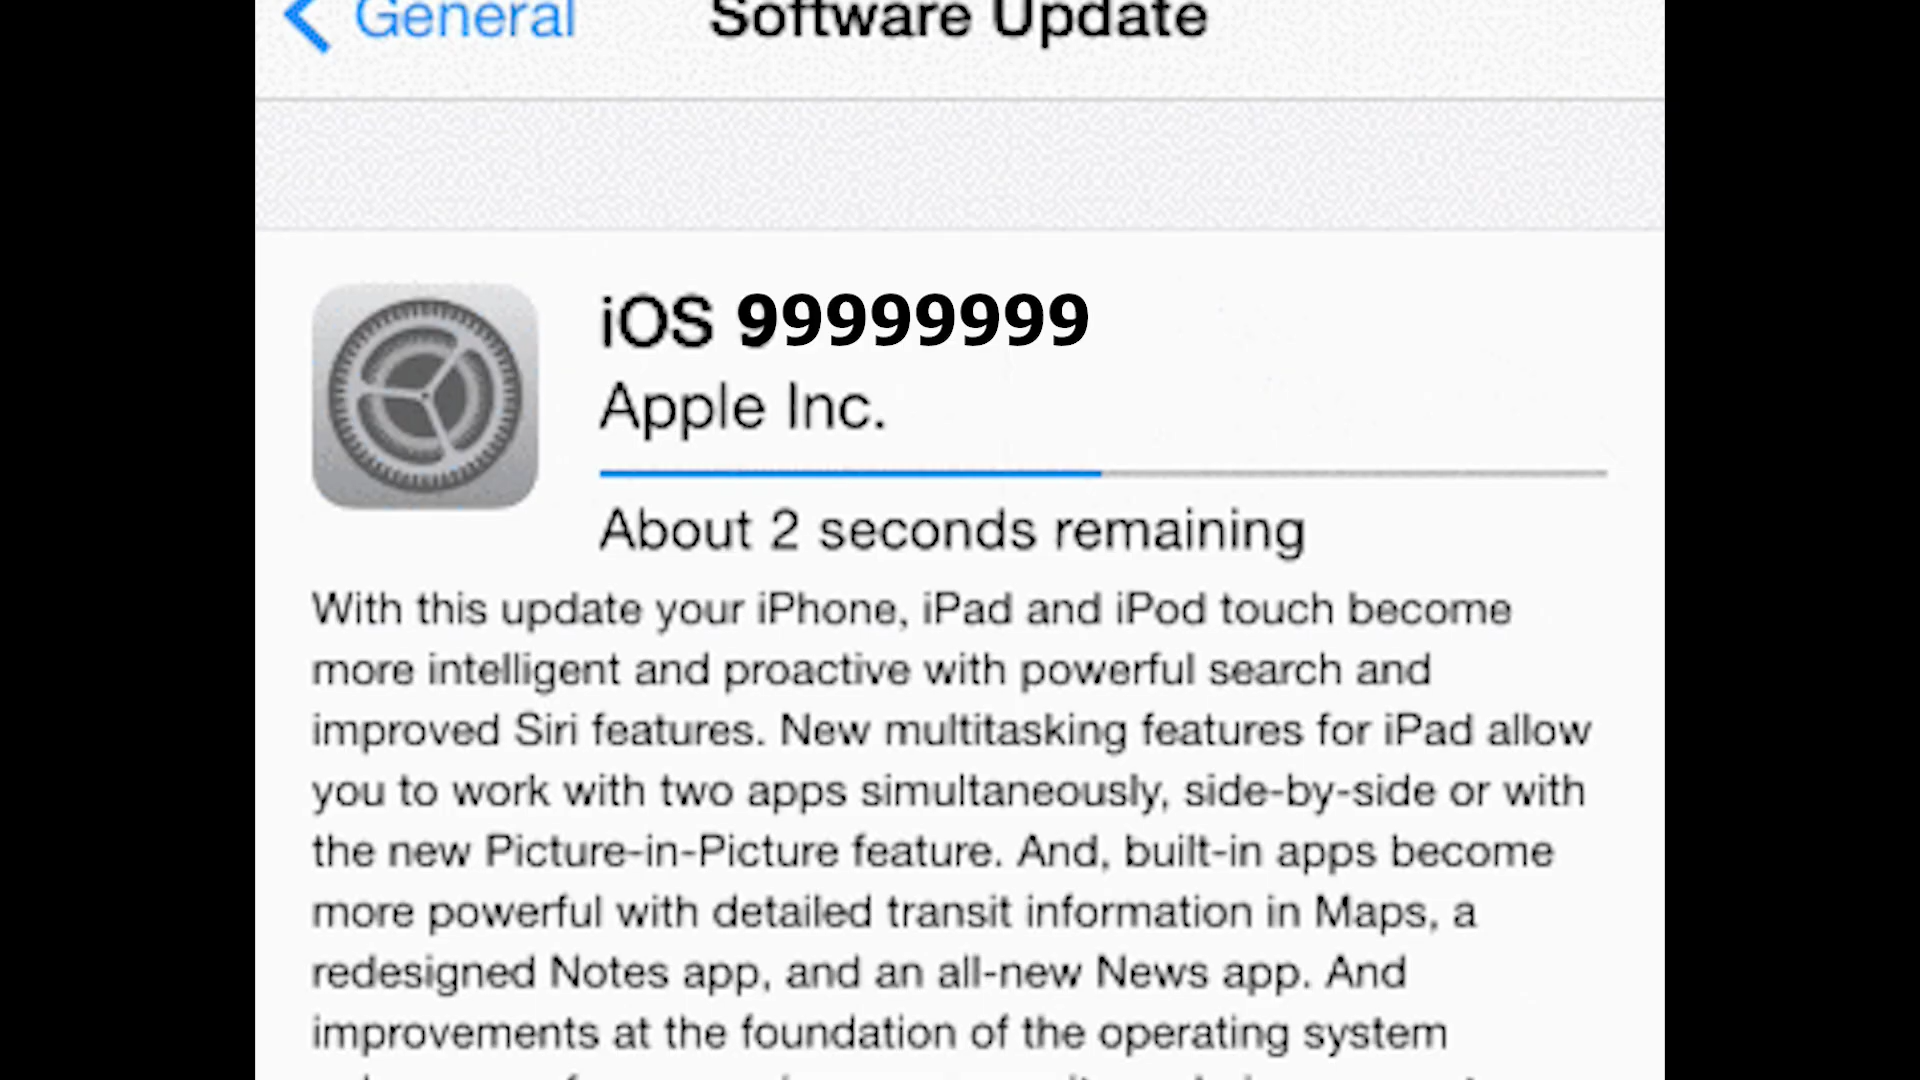 General
Software Update
iOS 99999999
Apple Inc.
About 2 seconds remaining
With this update your iPhone, iPad and iPod touch become
more intelligent and proactive with powerful search and
improved Siri features. New multitasking features for iPad allow
you to work with two apps simultaneously, side-by-side or with
the new Picture-in-Picture feature. And, built-in apps become
more powerful with detailed transit information in Maps, a
redesigned Notes app, and an all-new News app. And
improvements at the foundation of the operating system